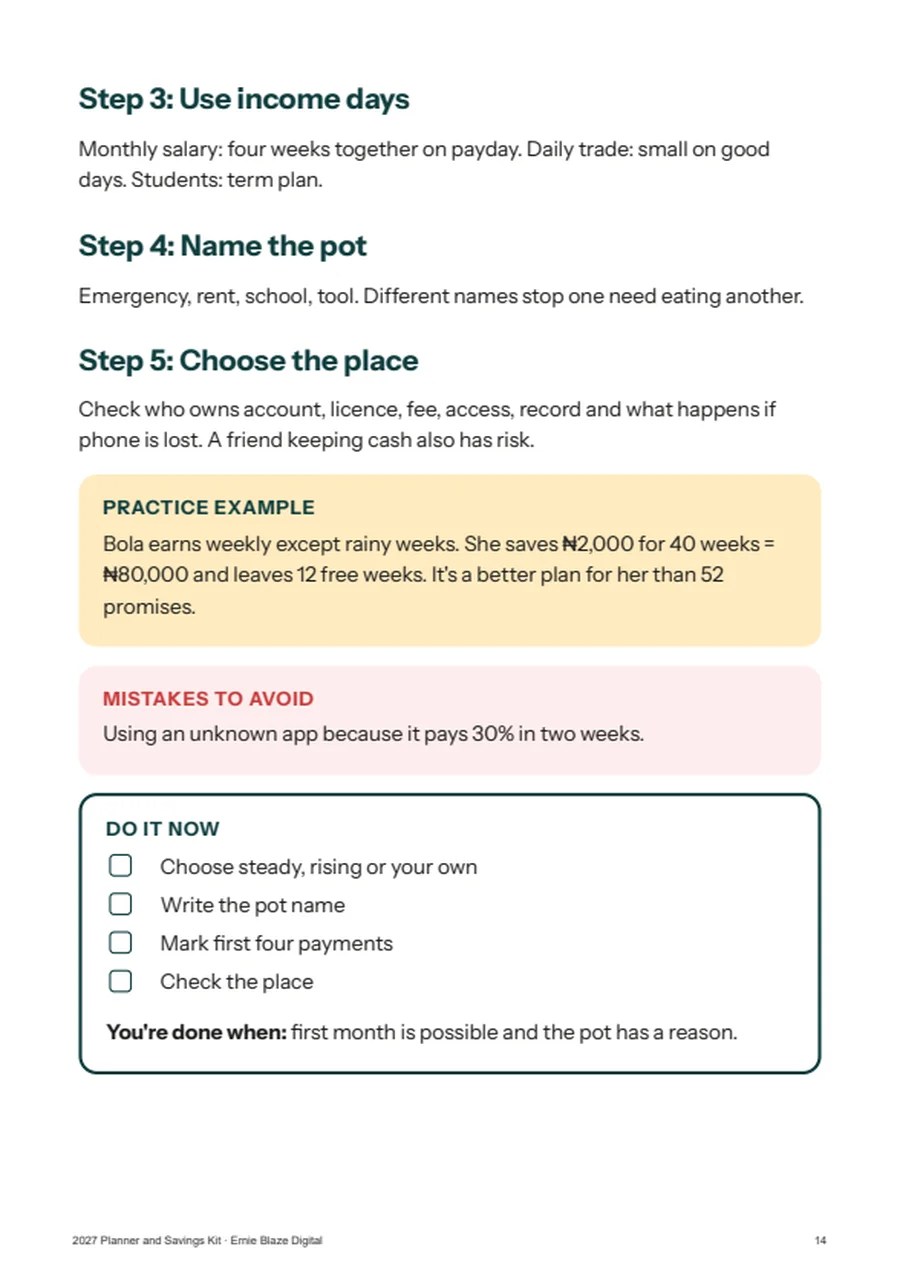 Step 3: Use income days
Monthly salary: four weeks together on payday. Daily trade: small on good
days. Students: term plan.
Step 4: Name the pot
Emergency, rent, school, tool. Different names stop one need eating another.
Step 5: Choose the place
Check who owns account, licence, fee, access, record and what happens if
phone is lost. A friend keeping cash also has risk.
PRACTICE EXAMPLE
Bola earns weekly except rainy weeks. She saves ₦2,000 for 40 weeks =
₦80,000 and leaves 12 free weeks. It's a better plan for her than 52
promises.
MISTAKES TO AVOID
Using an unknown app because it pays 30% in two weeks.
DO IT NOW
Choose steady, rising or your own
Write the pot name
Mark first four payments
Check the place
You're done when: first month is possible and the pot has a reason.
2027 Planner and Savings Kit · Ernie Blaze Digital
14